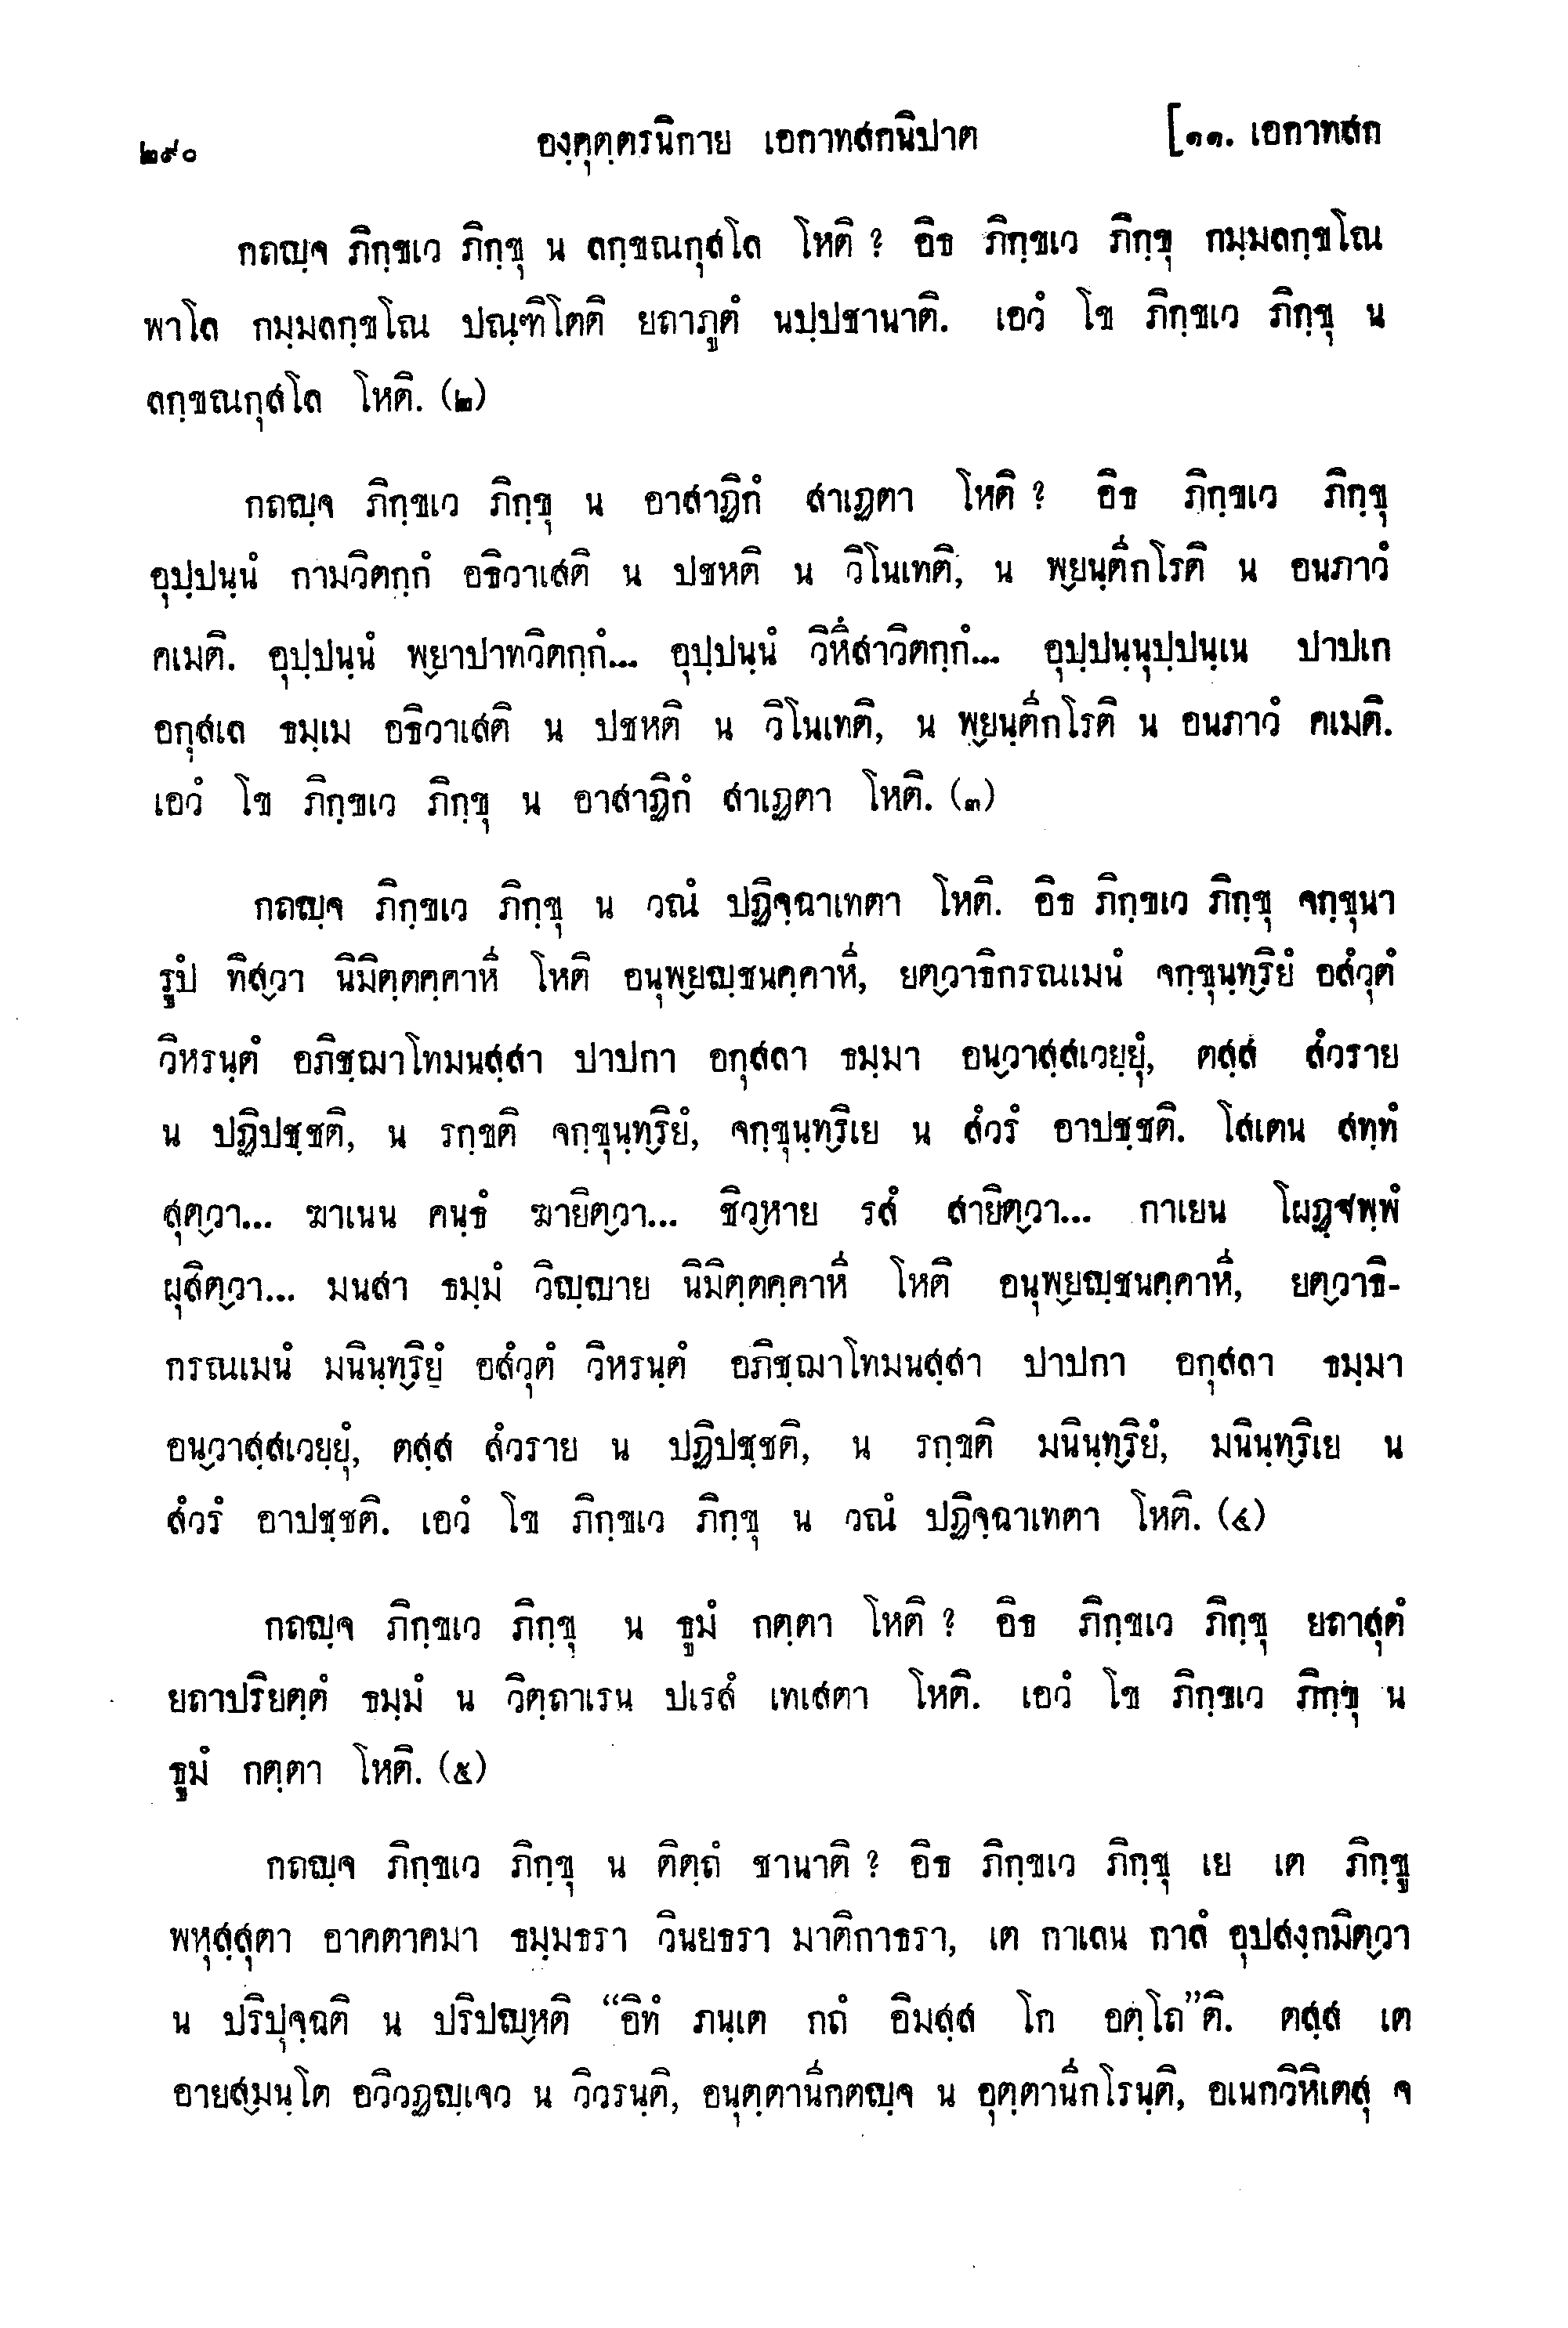 ๒๙๐ องฺคุตฺตรนิกาย เอกาทสกนิปาต [๑๑. เอกาทสก
กถญฺจ ภิกฺขเว ภิกฺขุ น ลกฺขณกุสโล โหติ ? อิธ ภิกฺขเว ภิกฺขุ กมฺมลกฺขโณ
พาโล กมฺมลกฺขโณ ปณฺฑิโตติ ยถาภูตํ นปฺปชานาติ. เอวํ โข ภิกฺขเว ภิกฺขุ น
ลกฺขณกุสโล โหติ. (๒)
กถญฺจ ภิกฺขเว ภิกฺขุ น อาสาฏิกํ สาเฏตา โหติ ? อิธ ภิกฺขเว ภิกฺขุ
อุปฺปนฺนํ กามวิตกฺกํ อธิวาเสติ น ปชหติ น วิโนเทติ, น พฺยนฺตึกโรติ น อนภาวํ
คเมติ. อุปฺปนฺนํ พฺยาปาทวิตกฺกํ... อุปฺปนฺนํ วิหึสาวิตกฺกํ... อุปฺปนฺนุปฺปนฺเน ปาปเก
อกุสเล ธมฺเม อธิวาเสติ น ปชหติ น วิโนเทติ, น พฺยนฺตึกโรติ น อนภาวํ คเมติ.
เอวํ โข ภิกฺขเว ภิกฺขุ น อาสาฏิกํ สาเฏตา โหติ. (๓)
กถญฺจ ภิกฺขเว ภิกฺขุ น วณํ ปฏิจฺฉาเทตา โหติ. อิธ ภิกฺขเว ภิกฺขุ จกฺขุนา
รูปํ ทิสฺวา นิมิตฺตคฺคาหี โหติ อนุพฺยญฺชนคฺคาหี, ยตฺวาธิกรณเมนํ จกฺขุนฺทฺริยํ อสํวุตํ
วิหรนฺตํ อภิชฺฌาโทมนสฺสา ปาปกา อกุสลา ธมฺมา อนฺวาสฺสเวยฺยุํ, ตสฺส สํวราย
น ปฏิปชฺชติ, น รกฺขติ จกฺขุนฺทฺริยํ, จกฺขุนฺทฺริเย น สํวรํ อาปชฺชติ. โสเตน สทฺทํ
สุตฺวา... ฆาเนน คนฺธํ ฆายิตฺวา... ชิวฺหาย รสํ สายิตฺวา... กาเยน โผฏฺฐพฺพํ
ผุสิตฺวา... มนสา ธมฺมํ วิญฺญาย นิมิตฺตคฺคาหี โหติ อนุพฺยญฺชนคฺคาหี, ยตฺวาธิ-
กรณเมนํ มนินฺทฺริยํ อสํวุตํ วิหรนฺตํ อภิชฺฌาโทมนสฺสา ปาปกา อกุสลา ธมฺมา
อนฺวาสฺสเวยฺยุํ, ตสฺส สํวราย น ปฏิปชฺชติ, น รกฺขติ มนินฺทฺริยํ, มนินฺทฺริเย น
สํวรํ อาปชฺชติ. เอวํ โข ภิกฺขเว ภิกฺขุ น วณํ ปฏิจฺฉาเทตา โหติ. (๔)
กถญฺจ ภิกฺขเว ภิกฺขุ น ธูมํ กตฺตา โหติ ? อิธ ภิกฺขเว ภิกฺขุ ยถาสุตํ
ยถาปริยตฺตํ ธมฺมํ น วิตฺถาเรน ปเรสํ เทเสตา โหติ. เอวํ โข ภิกฺขเว ภิกฺขุ น
ธูมํ กตฺตา โหติ. (๕)
กถญฺจ ภิกฺขเว ภิกฺขุ น ติตฺถํ ชานาติ ? อิธ ภิกฺขเว ภิกฺขุ เย เต ภิกฺขู
พหุสฺสุตา อาคตาคมา ธมฺมธรา วินยธรา มาติกาธรา, เต กาเลน กาลํ อุปสงฺกมิตฺวา
น ปริปุจฺฉติ น ปริปญฺหติ “อิทํ ภนฺเต กถํ อิมสฺส โก อตฺโถ”ติ. ตสฺส เต
อายสฺมนฺโต อวิวฏญฺเจว น วิวรนฺติ, อนุตฺตานีกตญฺจ น อุตฺตานีกโรนฺติ, อเนกวิหิเตสุ จ